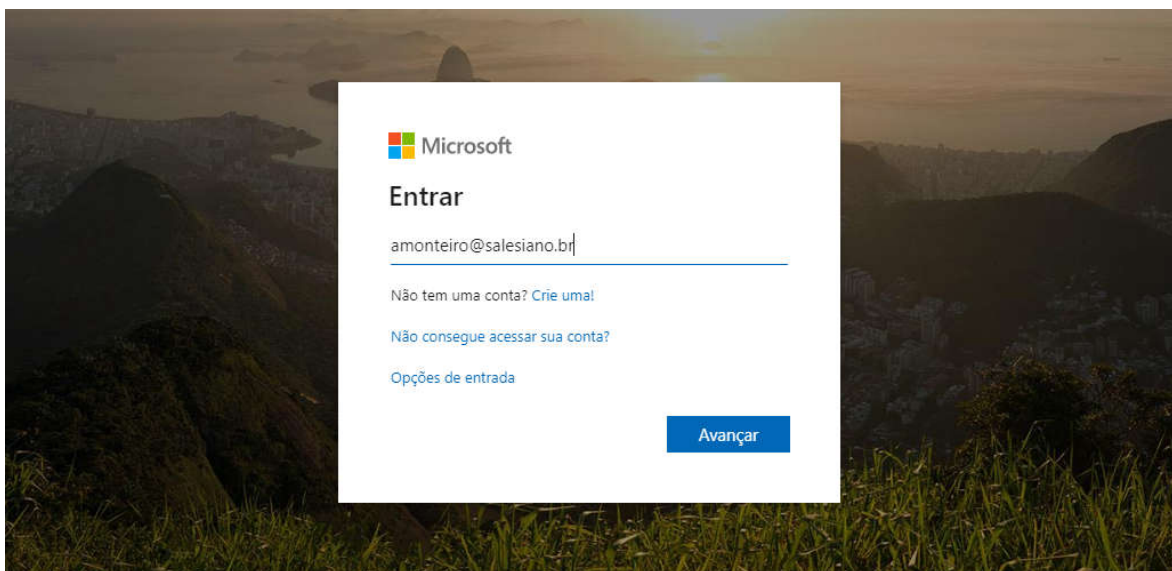 Microsoft
Entrar
amonteiro@salesiano.br
Não tem uma conta? Crie uma!
Não consegue acessar sua conta?
Opções de entrada
Avançar